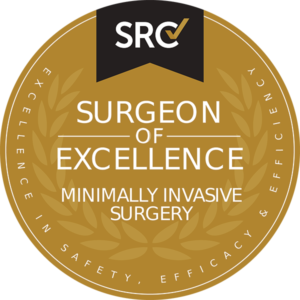 SRC
SURGEON
OF
EXCELLENCE
MINIMALLY INVASIVE
SURGERY
EXCELLENCE IN SAFETY, EFFICACY & EFFICIENCY